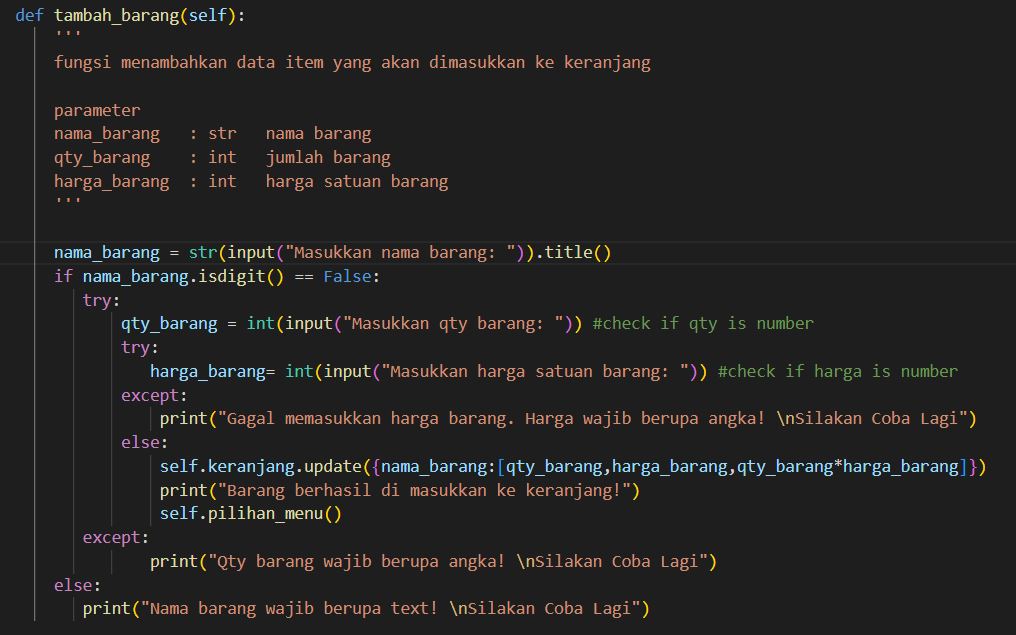 def tambah_barang(self):
'''
fungsi menambahkan data item yang akan dimasukkan ke keranjang
parameter
nama_barang   : str   nama barang
qty_barang    : int   jumlah barang
harga_barang  : int   harga satuan barang
'''
nama_barang = str(input("Masukkan nama barang: ")).title()
if nama_barang.isdigit() == False:
try:
qty_barang = int(input("Masukkan qty barang: ")) #check if qty is number
try:
harga_barang= int(input("Masukkan harga satuan barang: ")) #check if harga is number
except:
print("Gagal memasukkan harga barang. Harga wajib berupa angka! \nSilakan Coba Lagi")
else:
self.keranjang.update({nama_barang:[qty_barang,harga_barang,qty_barang*harga_barang]})
print("Barang berhasil di masukkan ke keranjang!")
self.pilihan_menu()
except:
print("Qty barang wajib berupa angka! \nSilakan Coba Lagi")
else:
print("Nama barang wajib berupa text! \nSilakan Coba Lagi")